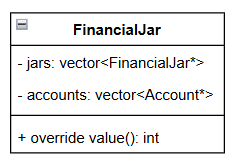 FinancialJar
- jars: vector<FinancialJar*>
- accounts: vector<Account*>
+ override value(): int